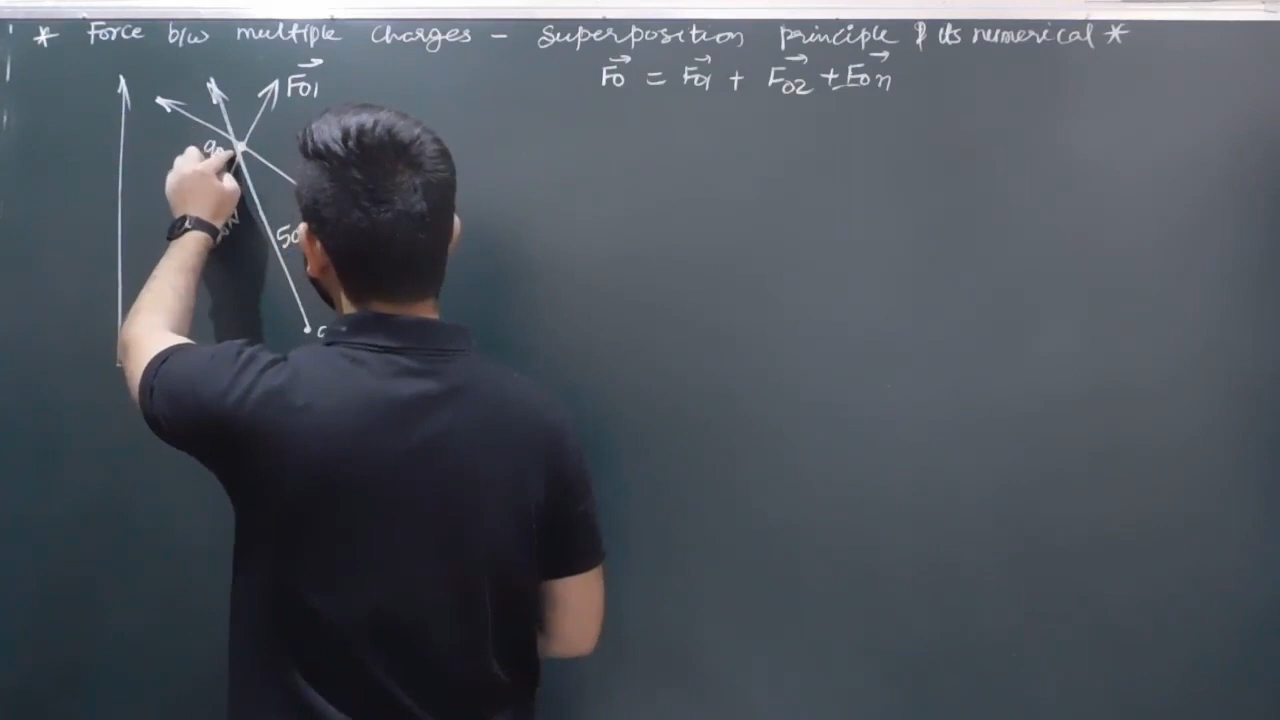 * Force b/w multiple charges - superposition principle & its numerical *
F0 = F01 + F02 + F0n
F01
50